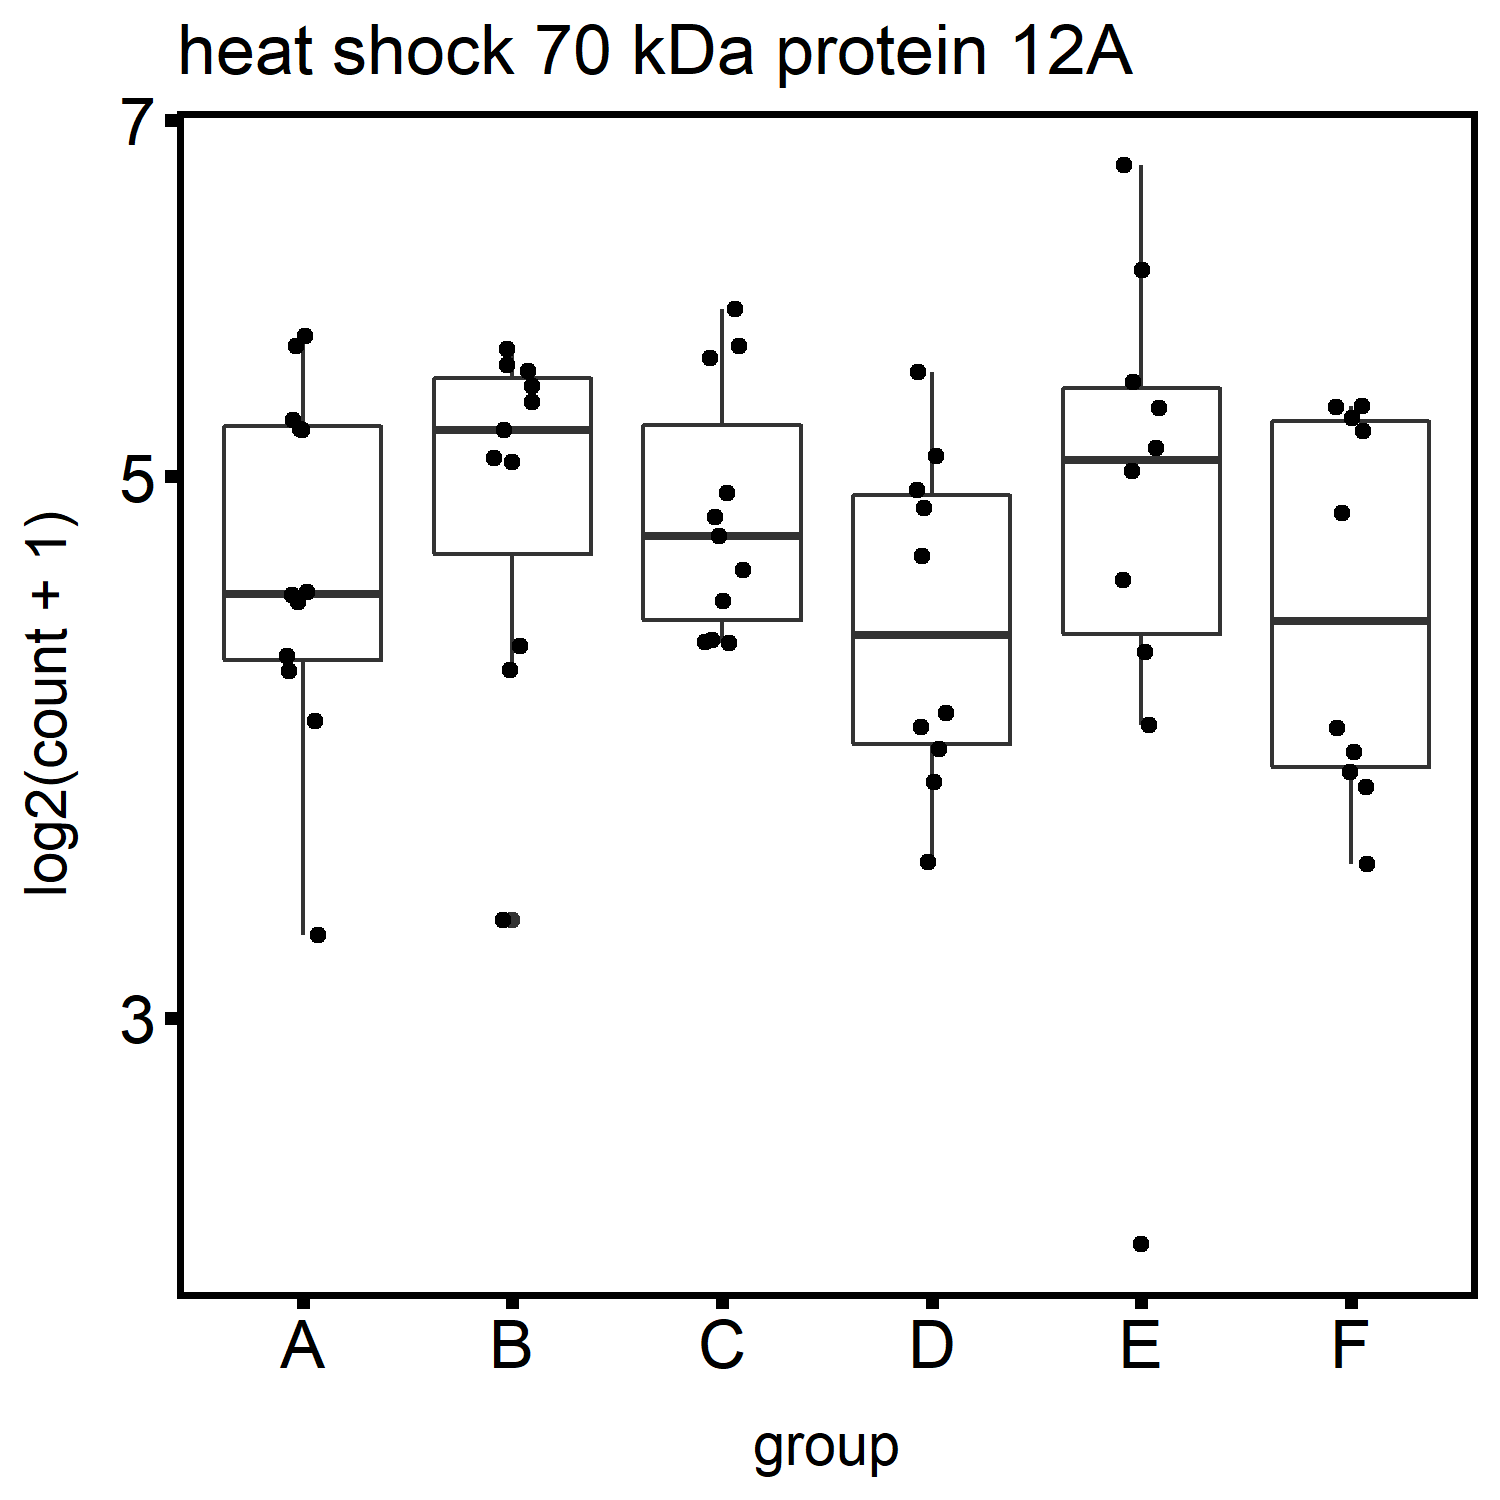 heat shock 70 kDa protein 12A
7
5
3
log2(count + 1)
A B C D E F
group